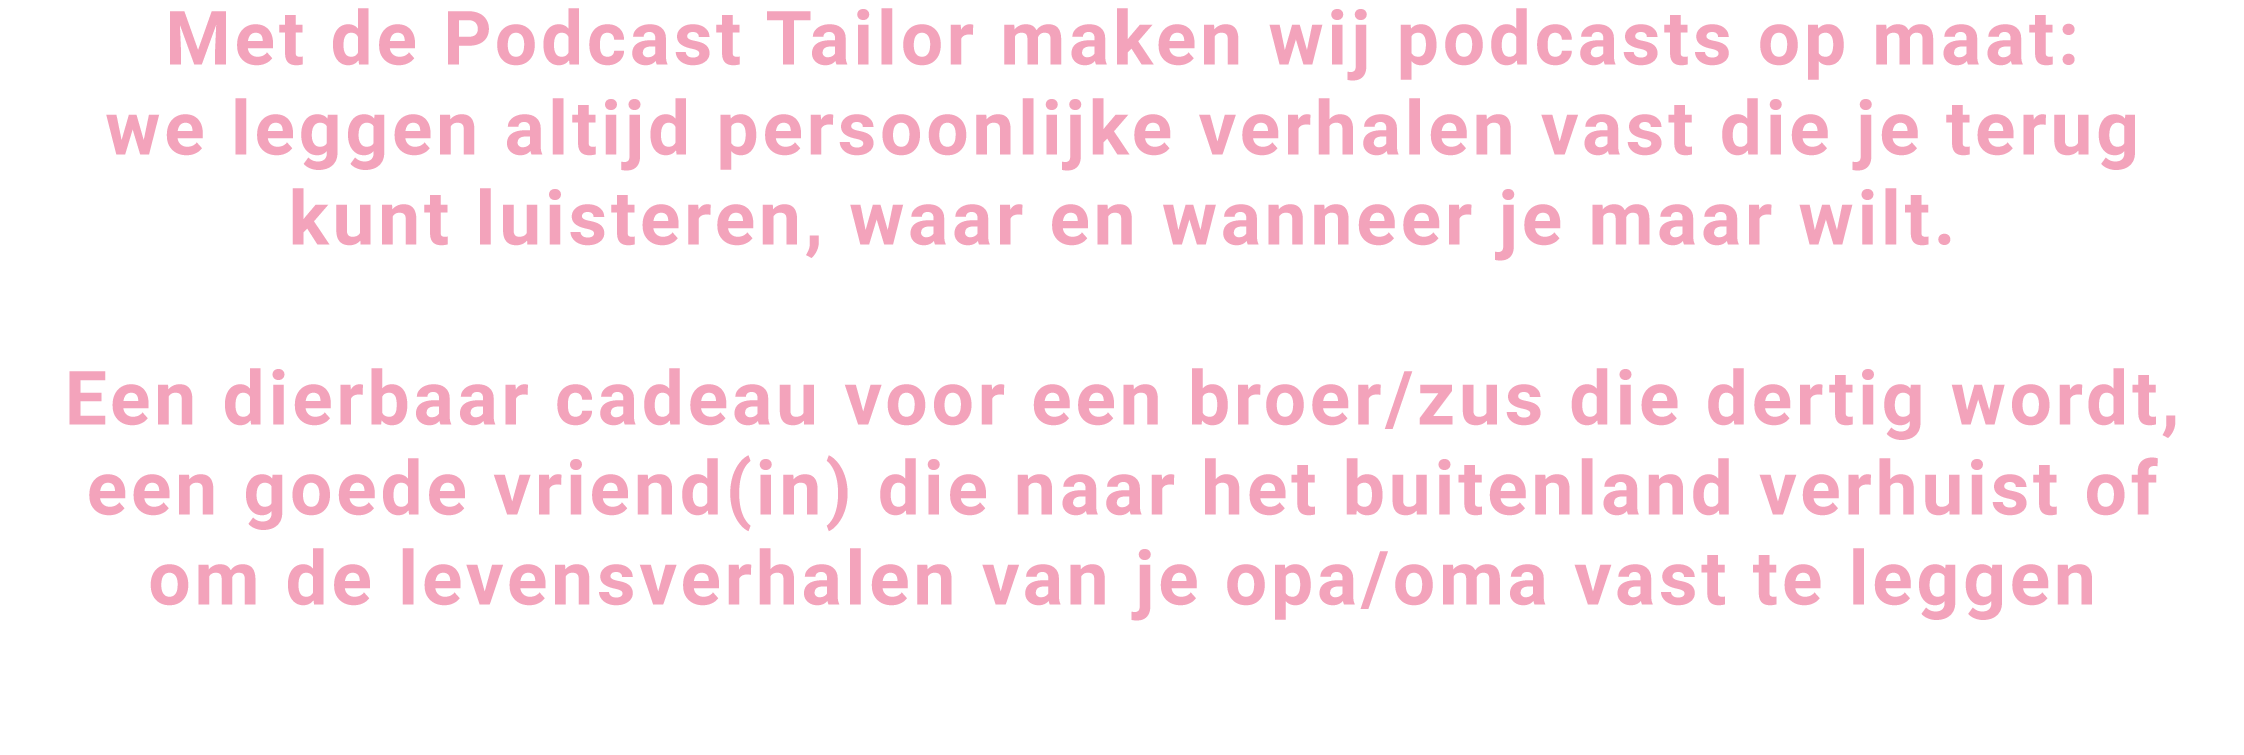 Met de Podcast Tailor maken wij podcasts op maat:
we leggen altijd persoonlijke verhalen vast die je terug
kunt luisteren, waar en wanneer je maar wilt.
Een dierbaar cadeau voor een broer/zus die dertig wordt,
een goede vriend(in) die naar het buitenland verhuist of
om de levensverhalen van je opa/oma vast te leggen